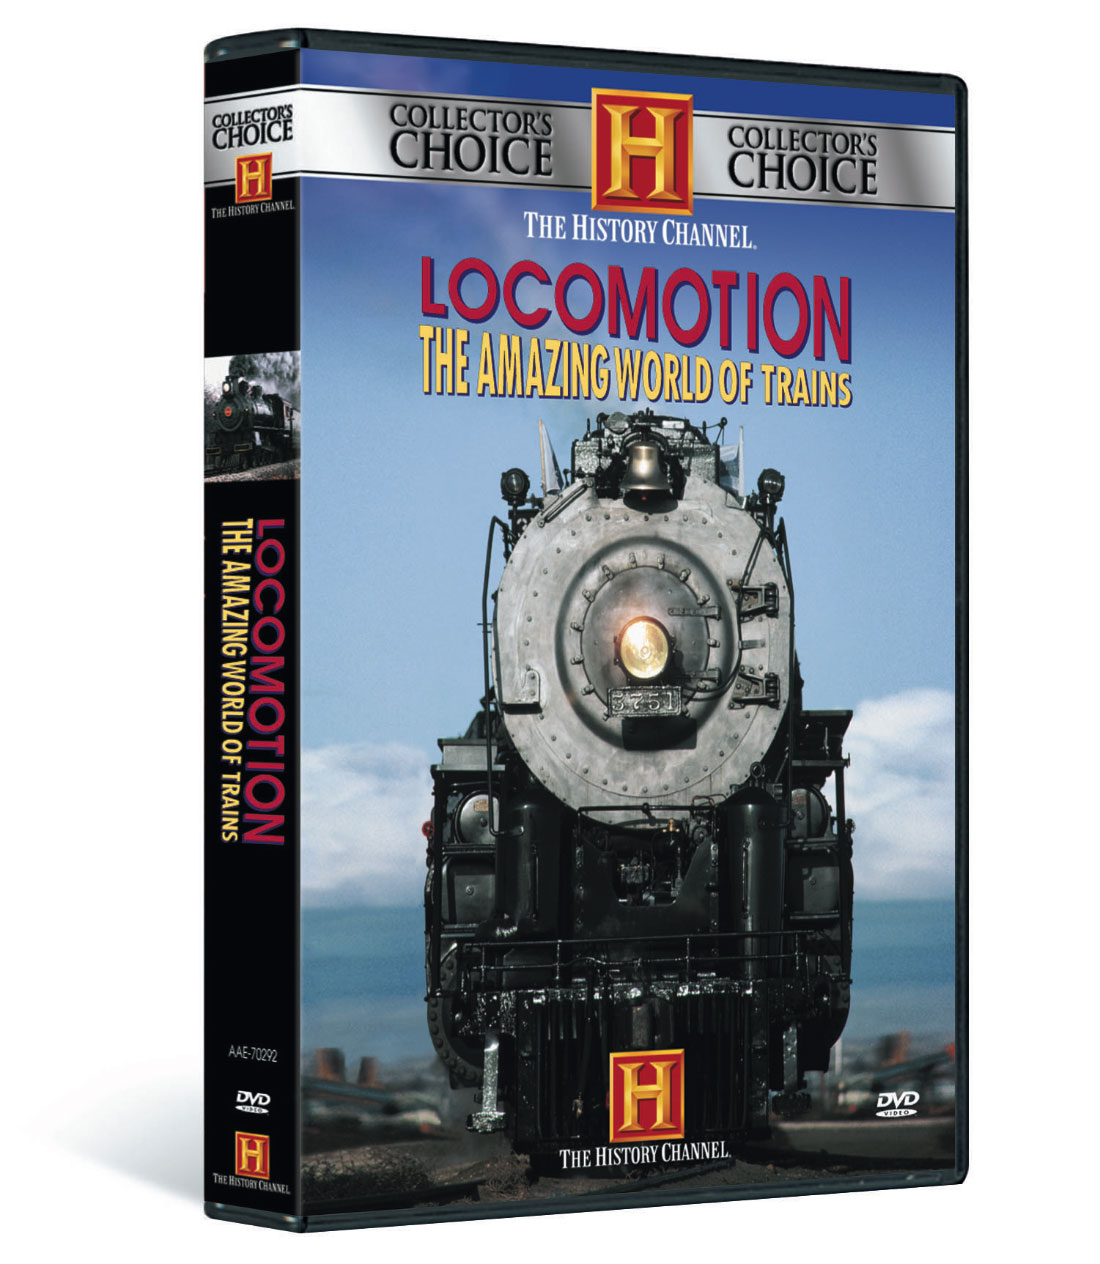 COLLECTOR'S
CHOICE
H
THE HISTORY CHANNEL
LOCOMOTION
THE AMAZING WORLD OF TRAINS
AAE-70292
DVD
VIDEO
H
THE HISTORY CHANNEL
COLLECTOR'S
CHOICE
H
COLLECTOR'S
CHOICE
THE HISTORY CHANNEL.
LOCOMOTION
THE AMAZING WORLD OF TRAINS
3751
H
THE HISTORY CHANNEL.
DVD
VIDEO